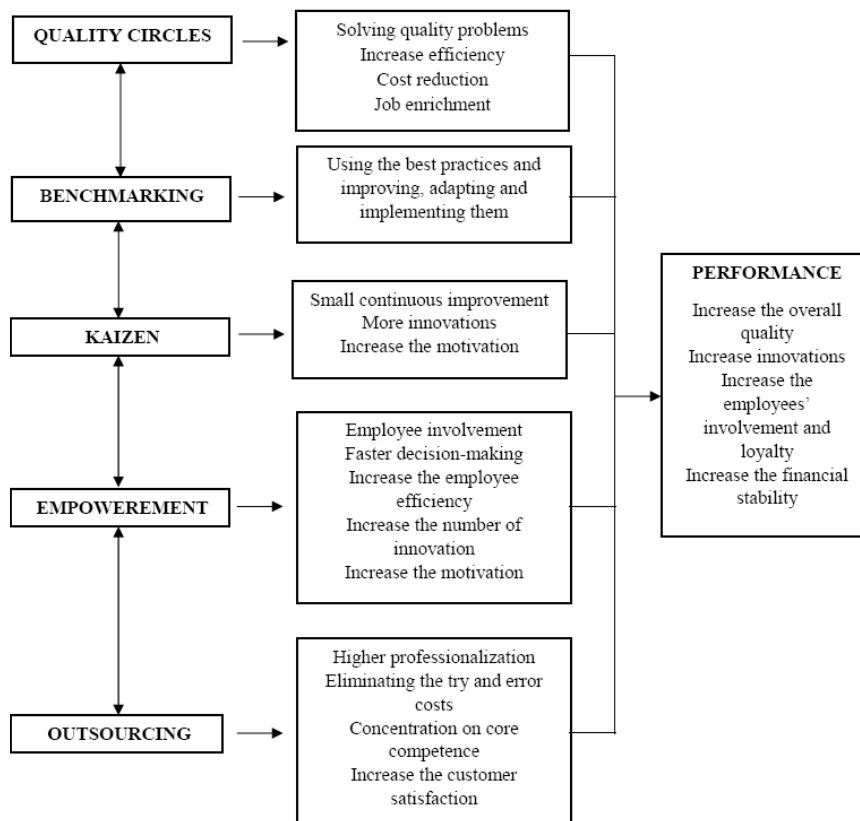 QUALITY CIRCLES
Solving quality problems
Increase efficiency
Cost reduction
Job enrichment
BENCHMARKING
Using the best practices and
improving, adapting and
implementing them
KAIZEN
Small continuous improvement
More innovations
Increase the motivation
EMPOWEREMENT
Employee involvement
Faster decision-making
Increase the employee
efficiency
Increase the number of
innovation
Increase the motivation
OUTSOURCING
Higher professionalization
Eliminating the try and error
costs
Concentration on core
competence
Increase the customer
satisfaction
PERFORMANCE
Increase the overall
quality
Increase innovations
Increase the
employees’
involvement and
loyalty
Increase the financial
stability